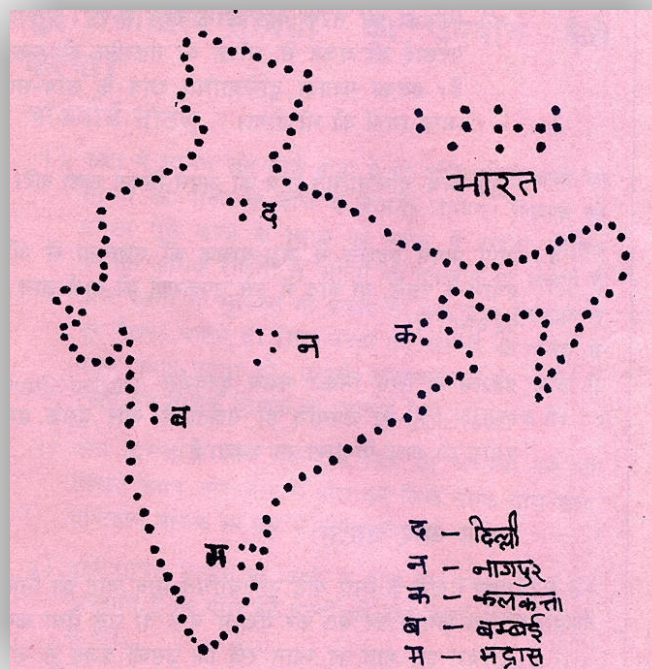 भारत
द
न
क
ब
म
द - दिल्ली
न - नागपुर
क - कलकत्ता
ब - बम्बई
म - मद्रास